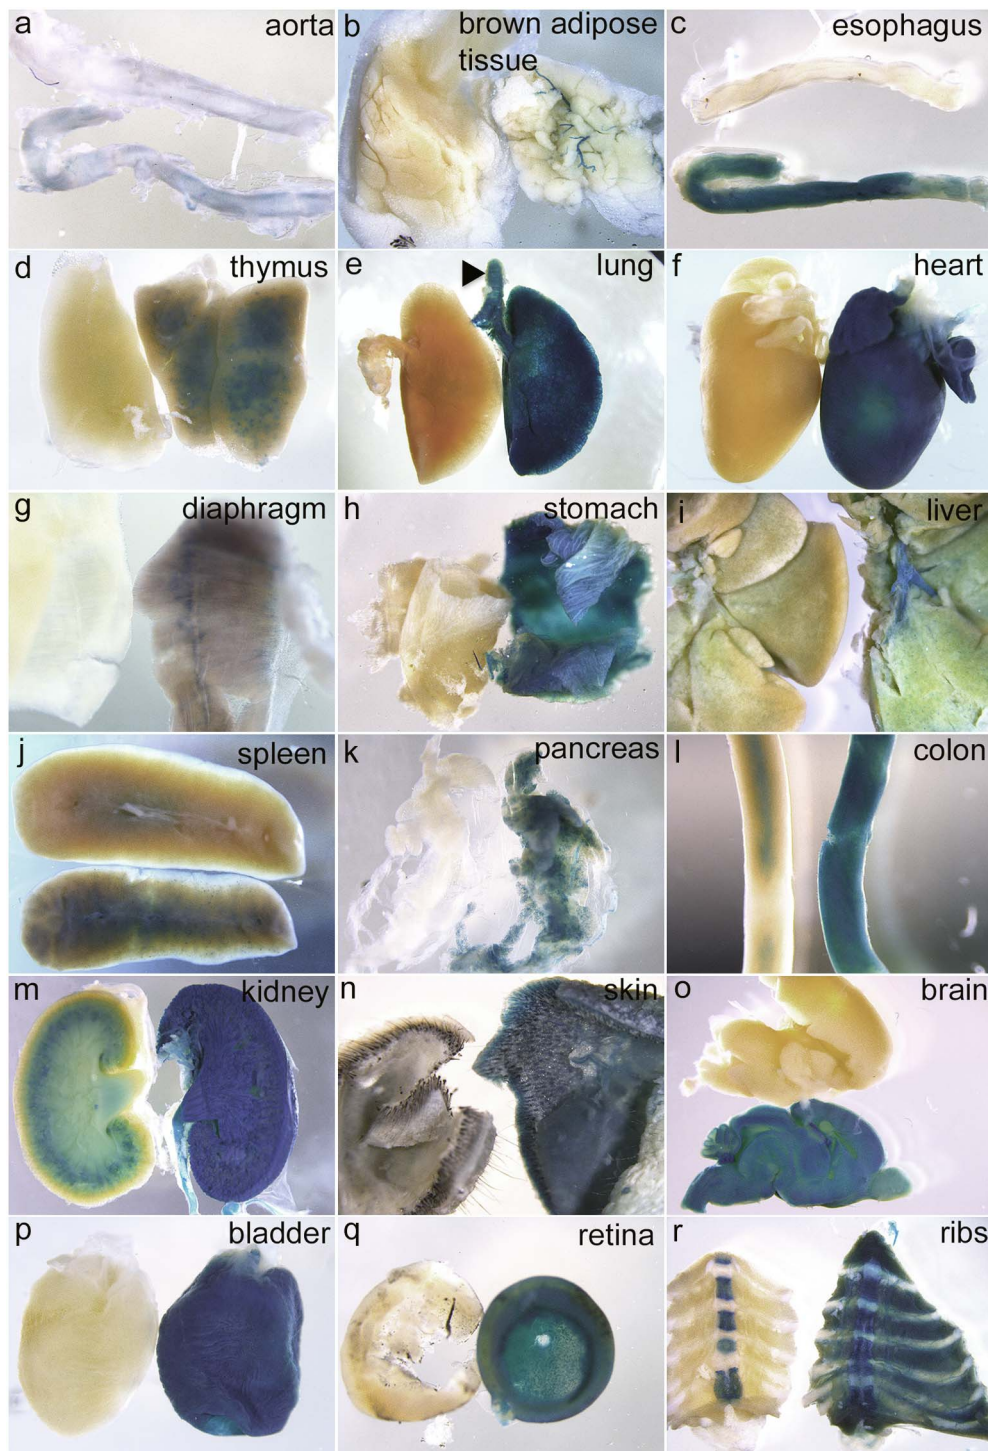 a aorta
b brown adipose
tissue
c esophagus
d thymus
e lung
f heart
g diaphragm
h stomach
i liver
j spleen
k pancreas
l colon
m kidney
n skin
o brain
p bladder
q retina
r ribs